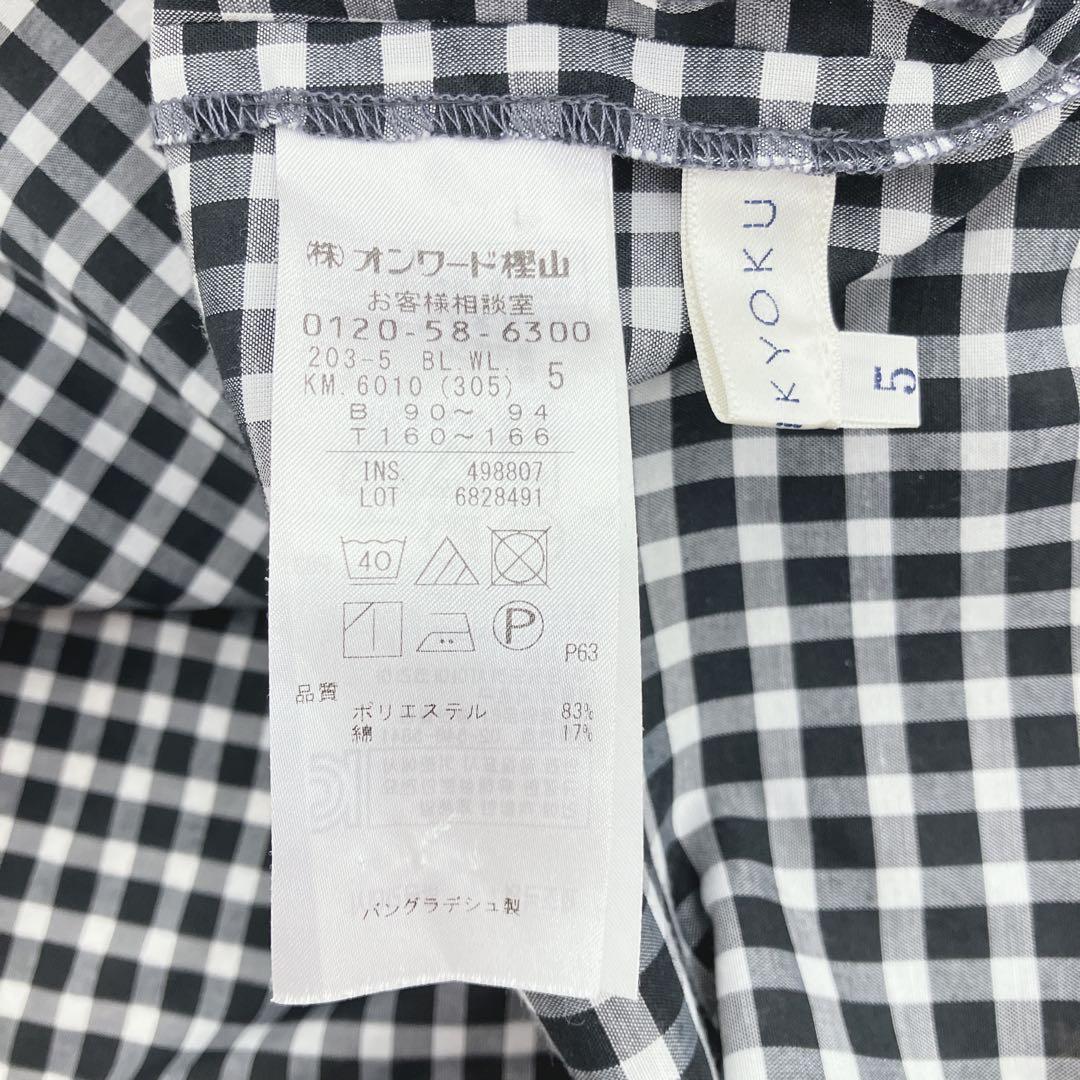 (株)オンワード樫山
お客様相談室
0120-58-6300
203-5 BL.WL.
KM.6010(305) 5
B 90～ 94
T160～166
INS. 498807
LOT 6828491
40
P
P63
品質
ポリエステル 83%
綿 17%
バングラデシュ製
KYOKU
5